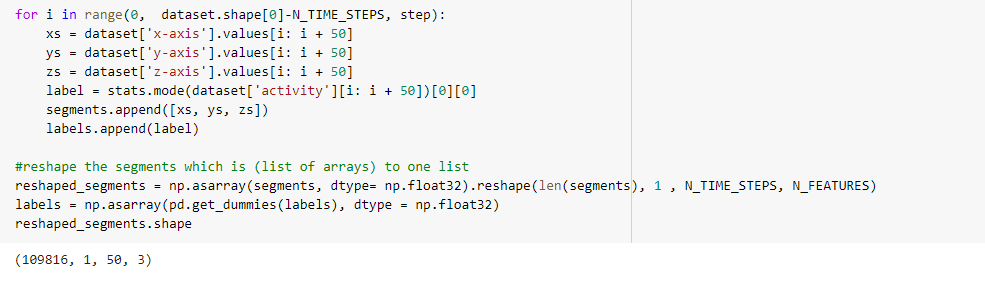 for i in range(0,  dataset.shape[0]-N_TIME_STEPS, step):
    xs = dataset['x-axis'].values[i: i + 50]
    ys = dataset['y-axis'].values[i: i + 50]
    zs = dataset['z-axis'].values[i: i + 50]
    label = stats.mode(dataset['activity'][i: i + 50])[0][0]
    segments.append([xs, ys, zs])
    labels.append(label)
#reshape the segments which is (list of arrays) to one list
reshaped_segments = np.asarray(segments, dtype= np.float32).reshape(len(segments), 1 , N_TIME_STEPS, N_FEATURES)
labels = np.asarray(pd.get_dummies(labels), dtype = np.float32)
reshaped_segments.shape
(109816, 1, 50, 3)